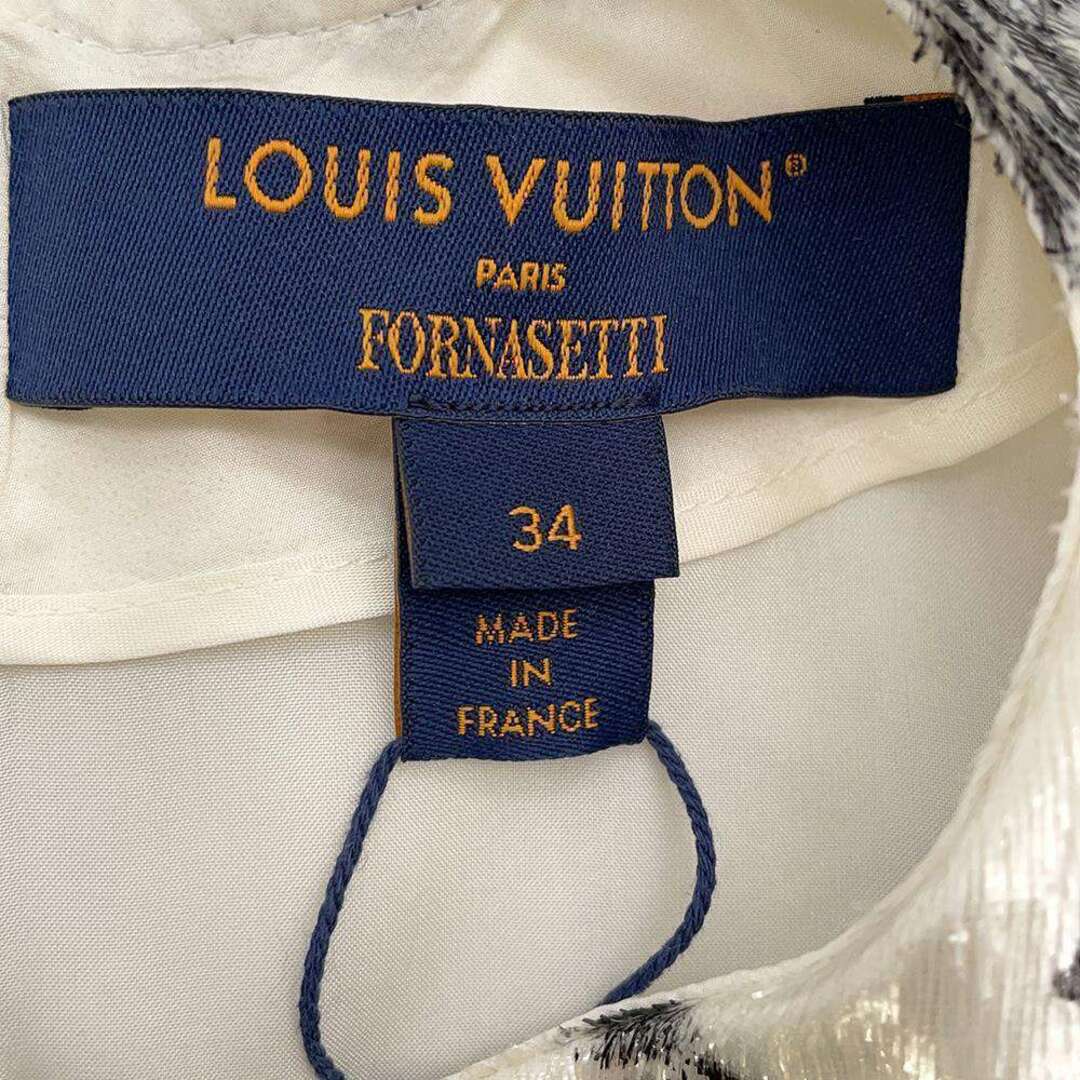 LOUIS VUITTON®
PARIS
FORNASETTI
34
MADE
IN
FRANCE